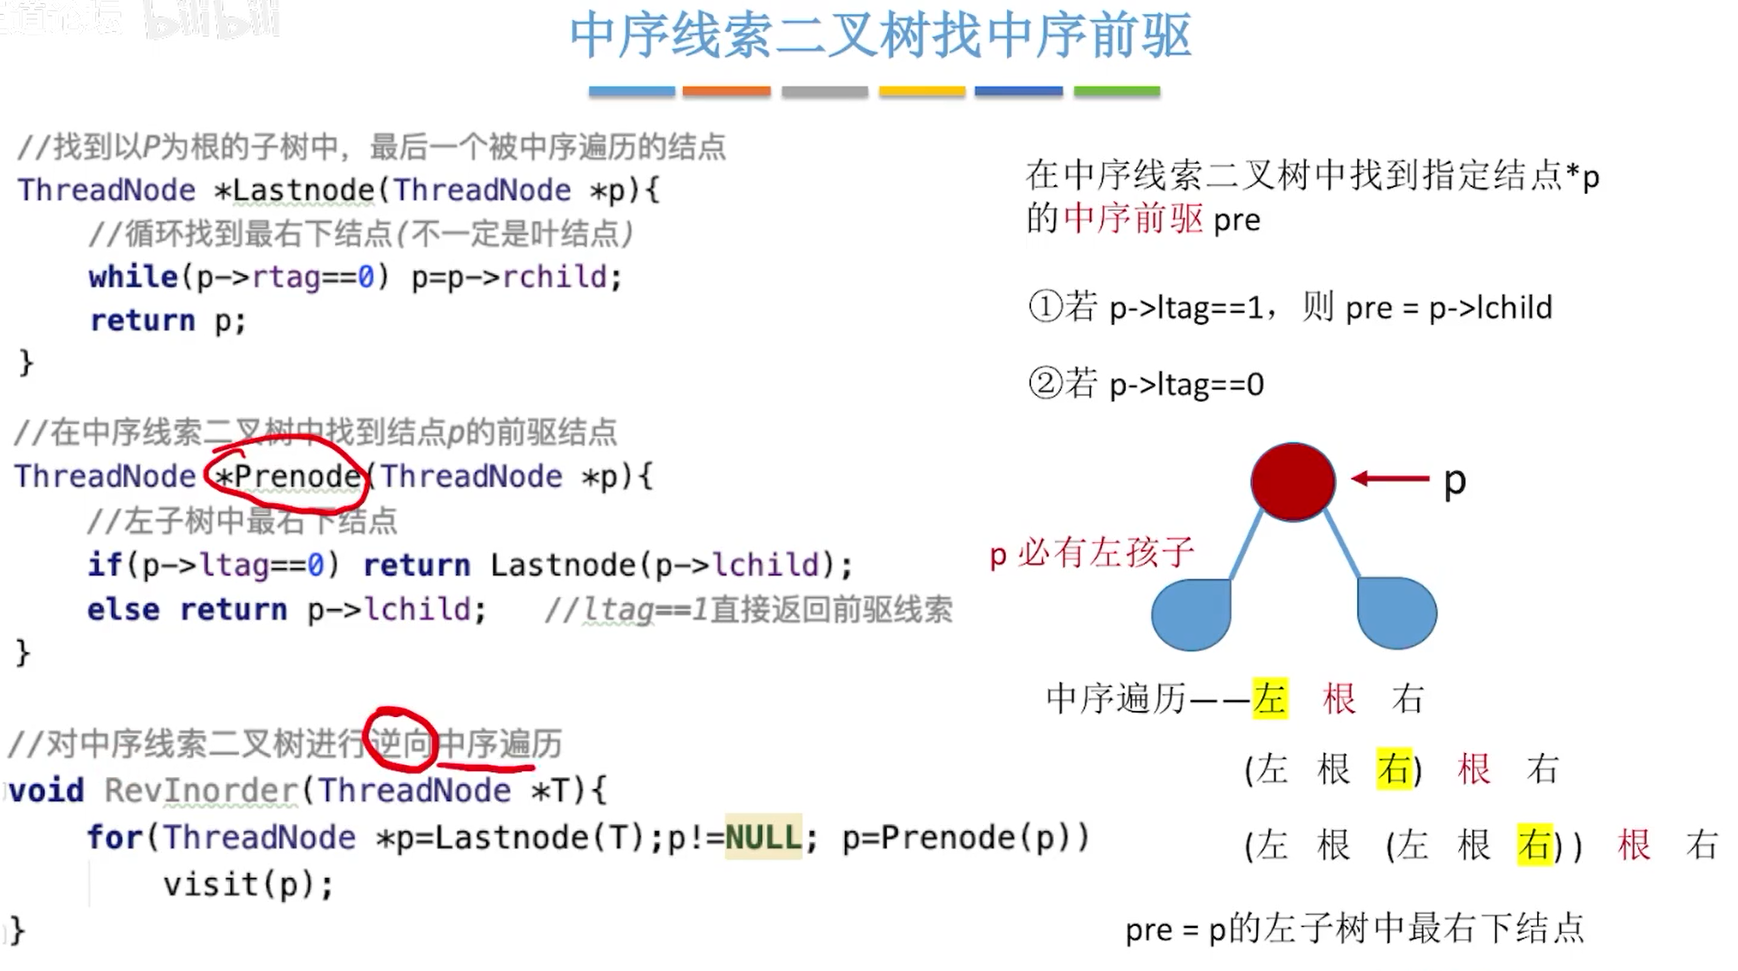 bilibili
中序线索二叉树找中序前驱
//找到以P为根的子树中，最后一个被中序遍历的结点
ThreadNode *Lastnode(ThreadNode *p){
//循环找到最右下结点(不一定是叶结点)
while(p->rtag==0) p=p->rchild;
return p;
}
//在中序线索二叉树中找到结点p的前驱结点
ThreadNode *Prenode(ThreadNode *p){
//左子树中最右下结点
if(p->ltag==0) return Lastnode(p->lchild);
else return p->lchild; //ltag==1直接返回前驱线索
}
//对中序线索二叉树进行逆向中序遍历
void RevInorder(ThreadNode *T){
for(ThreadNode *p=Lastnode(T);p!=NULL; p=Prenode(p))
visit(p);
}
在中序线索二叉树中找到指定结点*p
的中序前驱 pre
①若 p->ltag==1，则 pre = p->lchild
②若 p->ltag==0
p
p 必有左孩子
中序遍历——左 根 右
(左 根 右) 根 右
(左 根 (左 根 右)) 根 右
pre = p的左子树中最右下结点